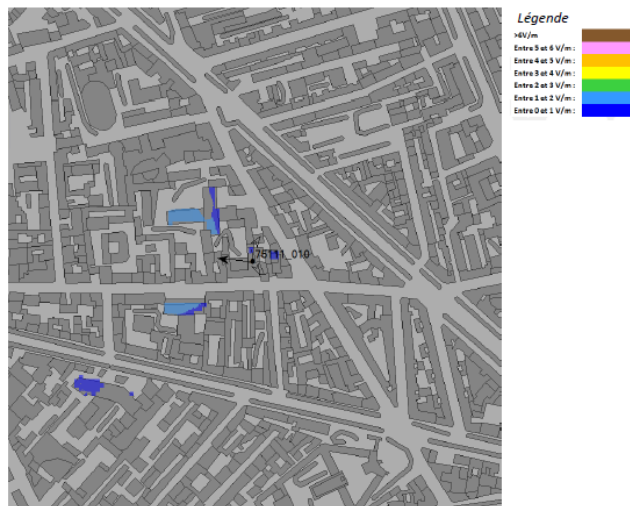 Légende
>6V/m
Entre 5 et 6 V/m :
Entre 4 et 5 V/m :
Entre 3 et 4 V/m :
Entre 2 et 3 V/m :
Entre 1 et 2 V/m :
Entre 0 et 1 V/m :
75111_010